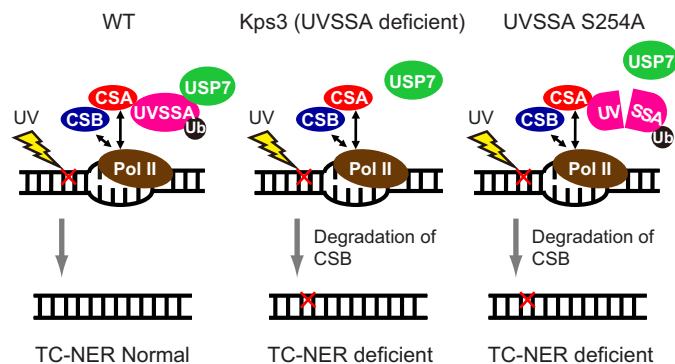 WT
Kps3 (UVSSA deficient)
UVSSA S254A
UV
CSB
CSA
UVSSA
USP7
Ub
Pol II
UV
CSB
CSA
USP7
Pol II
UV
CSB
CSA
UV
SSA
USP7
Ub
Pol II
Degradation of
CSB
Degradation of
CSB
TC-NER Normal
TC-NER deficient
TC-NER deficient